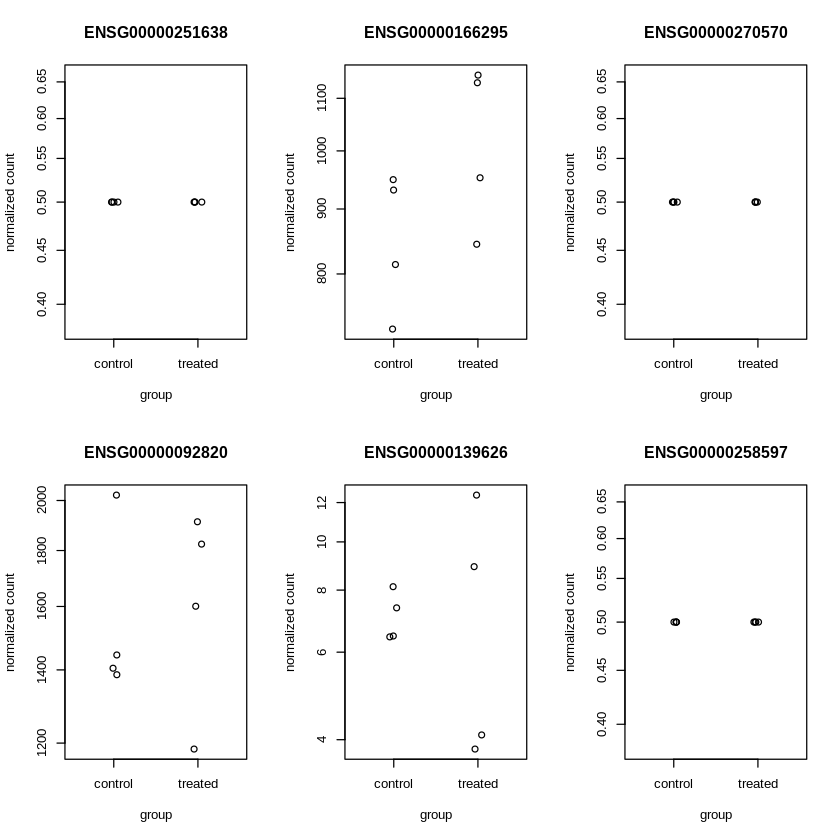 ENSG00000251638
normalized count
0.65
0.60
0.55
0.50
0.45
0.40
control treated
group
ENSG00000166295
normalized count
1100
1000
900
800
control treated
group
ENSG00000270570
normalized count
0.65
0.60
0.55
0.50
0.45
0.40
control treated
group
ENSG00000092820
normalized count
2000
1800
1600
1400
1200
control treated
group
ENSG00000139626
normalized count
12
10
8
6
4
control treated
group
ENSG00000258597
normalized count
0.65
0.60
0.55
0.50
0.45
0.40
control treated
group